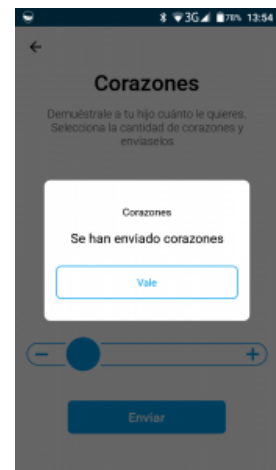 3G 78% 13:54
Corazones
Demuéstrale a tu hijo cuánto le quieres.
Selecciona la cantidad de corazones y
envíaselos
Corazones
Se han enviado corazones
Vale
Enviar